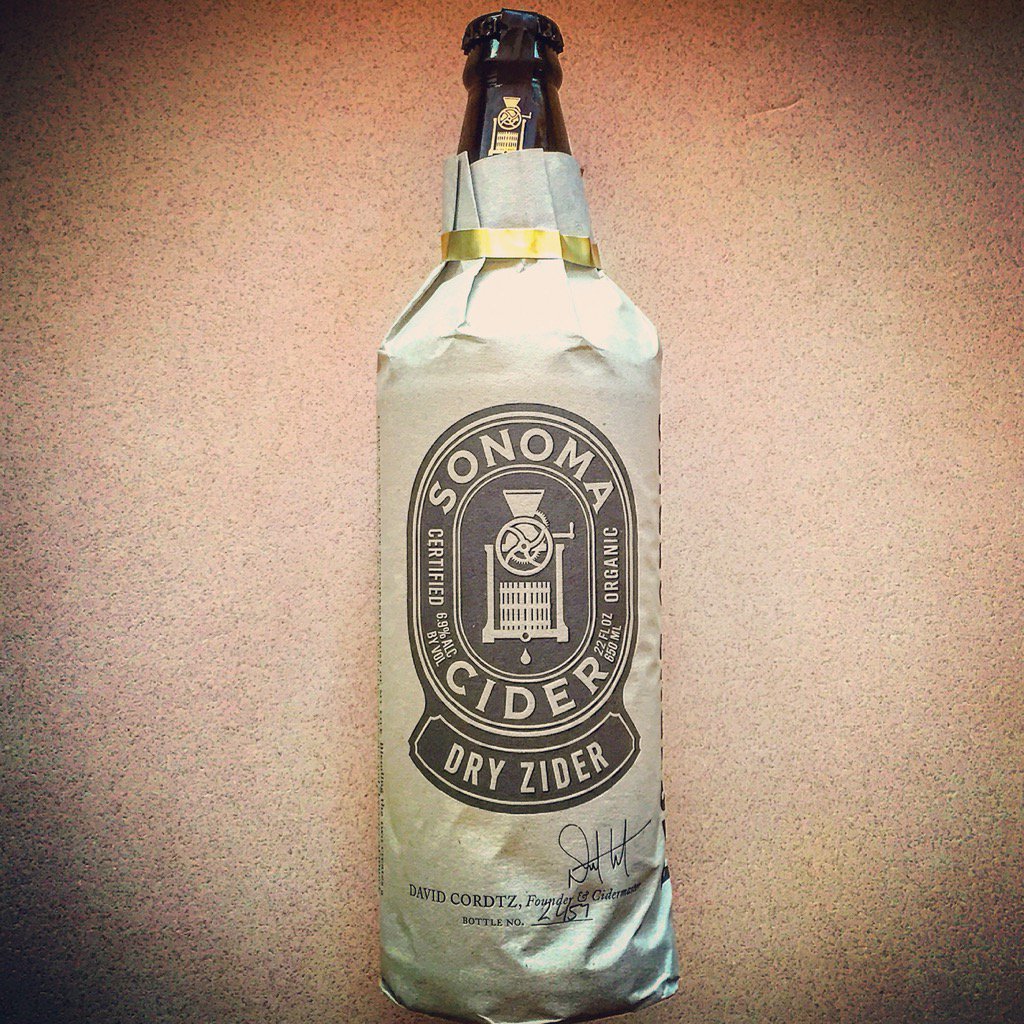 SONOMA
CERTIFIED
ORGANIC
6.9% ALC
BY VOL
22 FL OZ
650 ML
CIDER
DRY ZIDER
DAVID CORDTZ, Founder & Cidermaster
BOTTLE NO. 2457